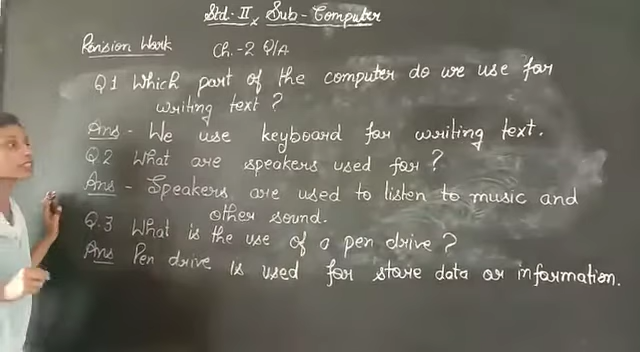 Std-II, Sub-Computer
Revision Work Ch.-2 Q/A
Q1 Which part of the computer do we use for
writing text?
Ans - We use keyboard for writing text.
Q.2 What are speakers used for?
Ans - Speakers are used to listen to music and
other sound.
Q.3 What is the use of a pen drive?
Ans Pen drive is used for store data or information.